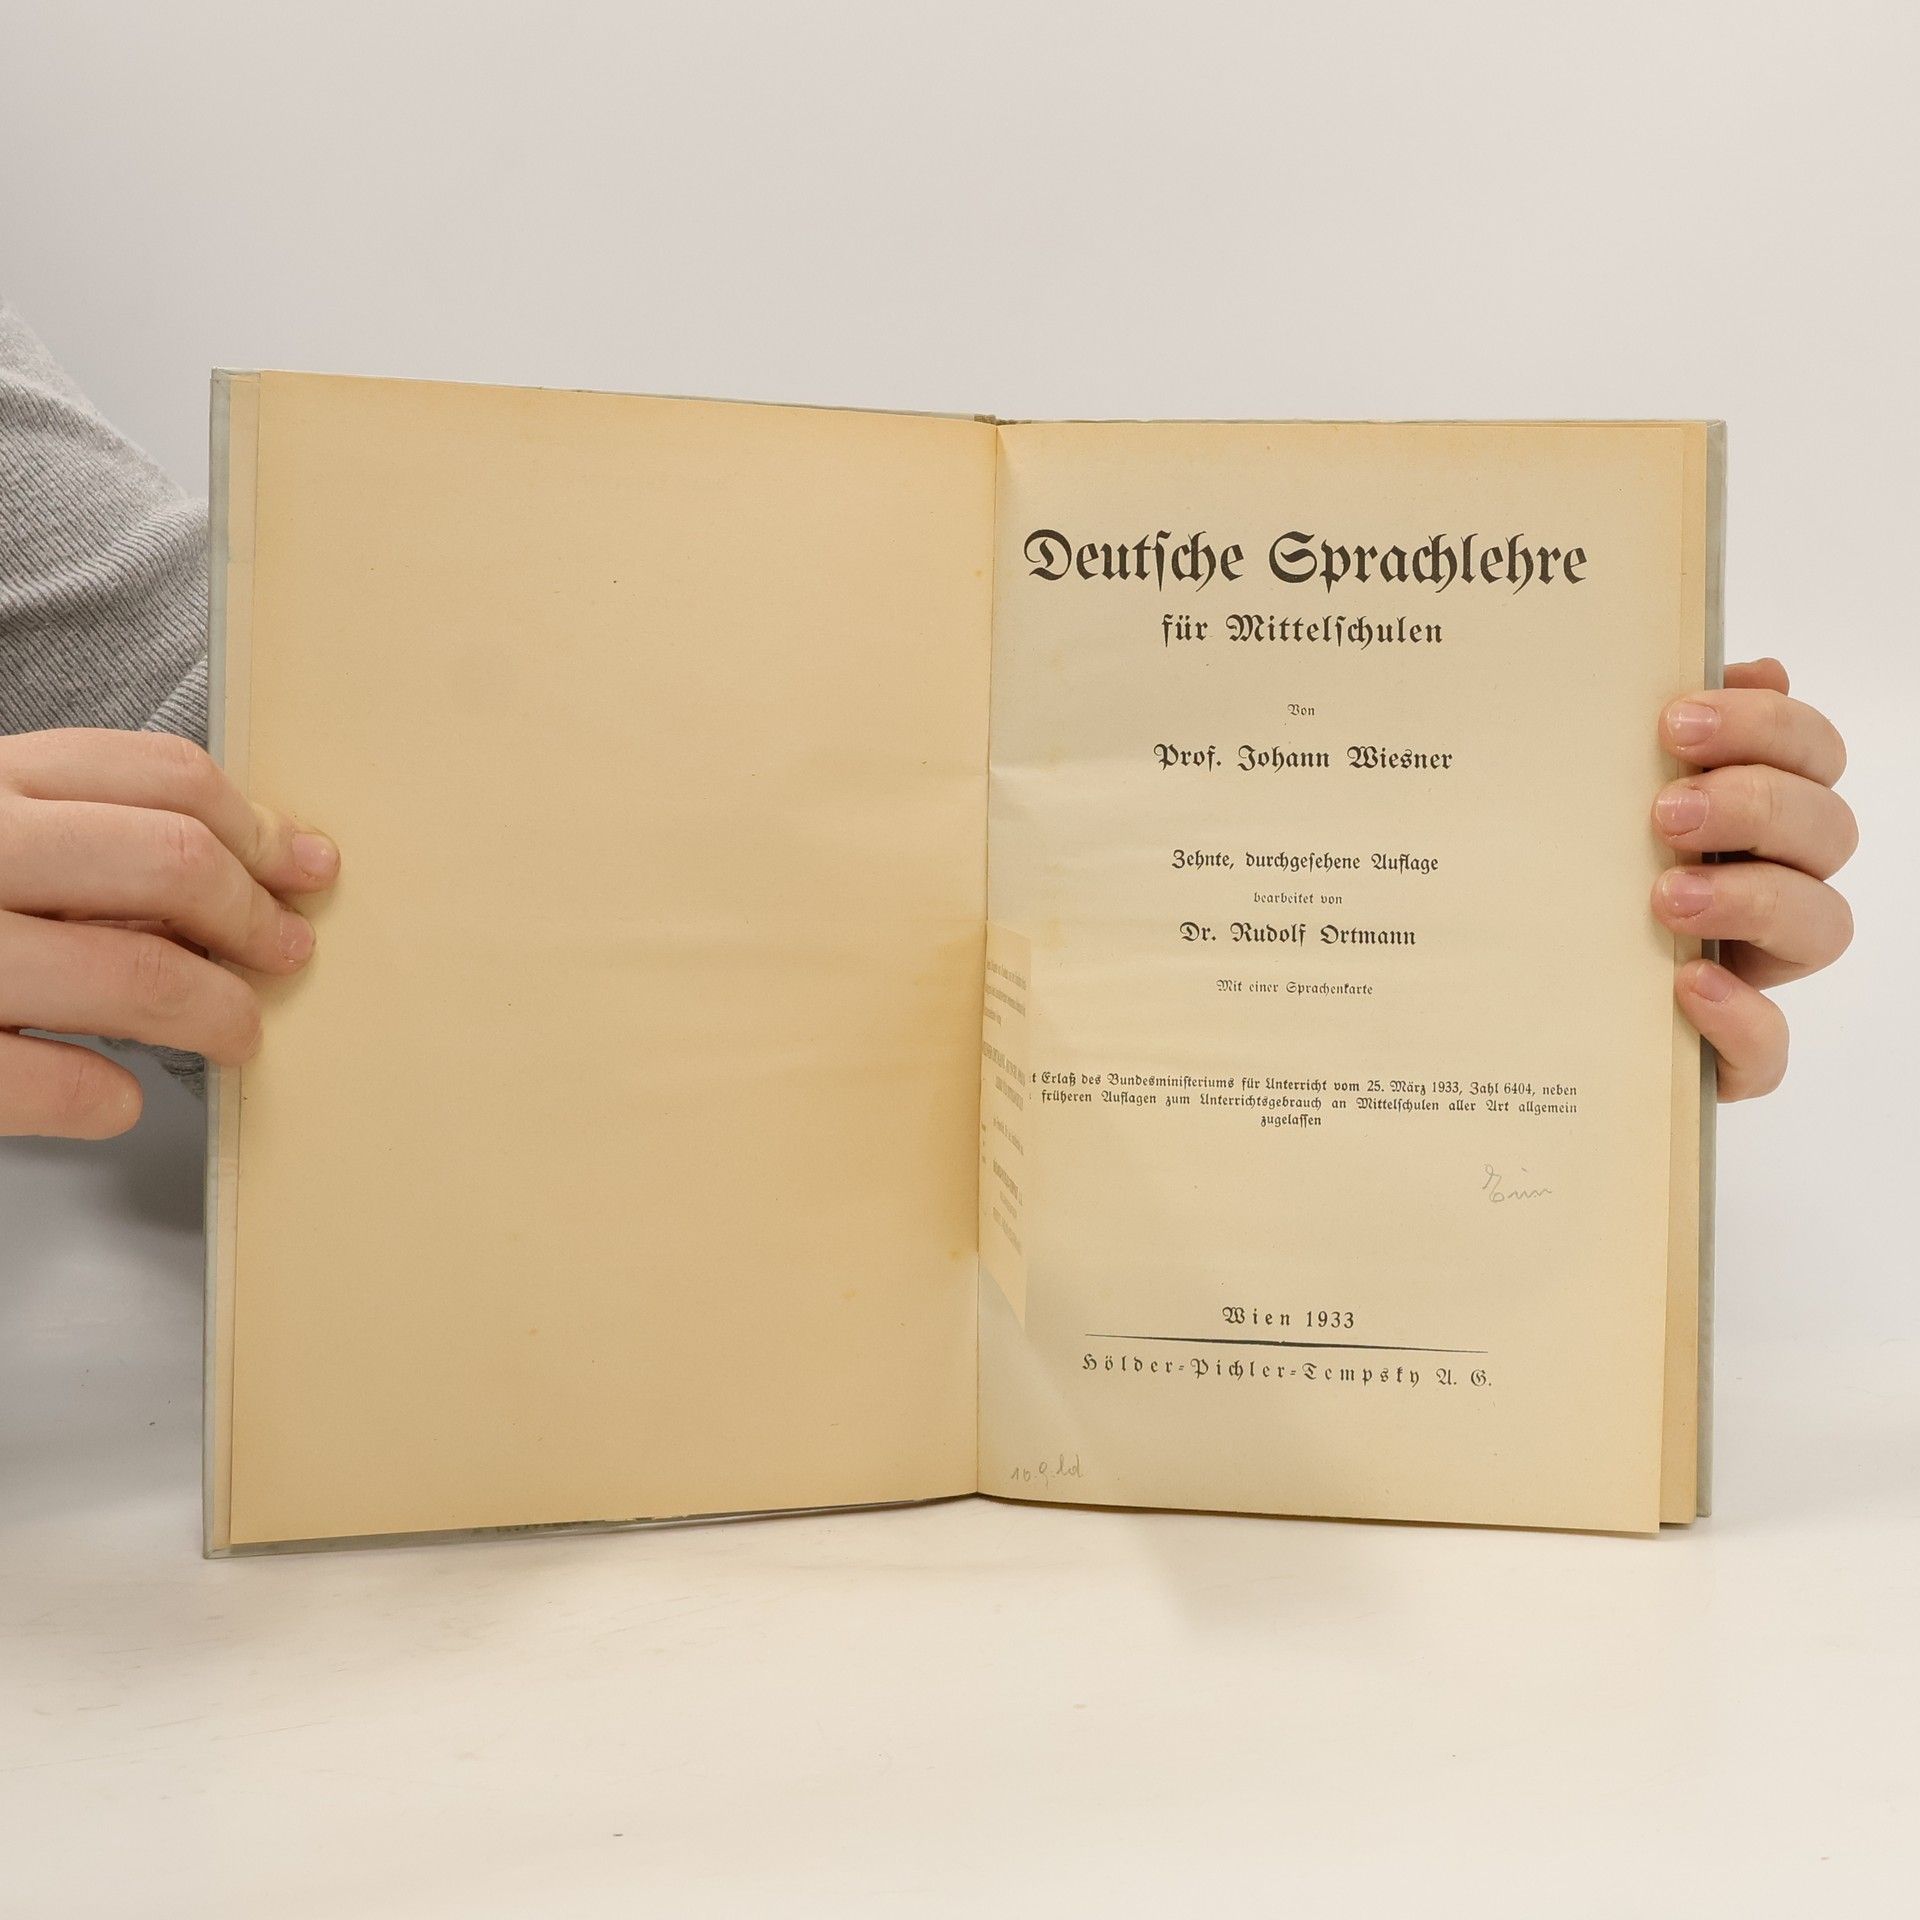 Deutsche Sprachlehre
für Mittelschulen
Von
Prof. Johann Wiesner
Zehnte, durchgesehene Auflage
bearbeitet von
Dr. Rudolf Ortmann
Mit einer Sprachenkarte
t Erlaß des Bundesministeriums für Unterricht vom 25. März 1933, Zahl 6404, neben
früheren Auflagen zum Unterrichtsgebrauch an Mittelschulen aller Art allgemein
zugelassen
Wien 1933
Hölder-Pichler-Tempsky A. G.